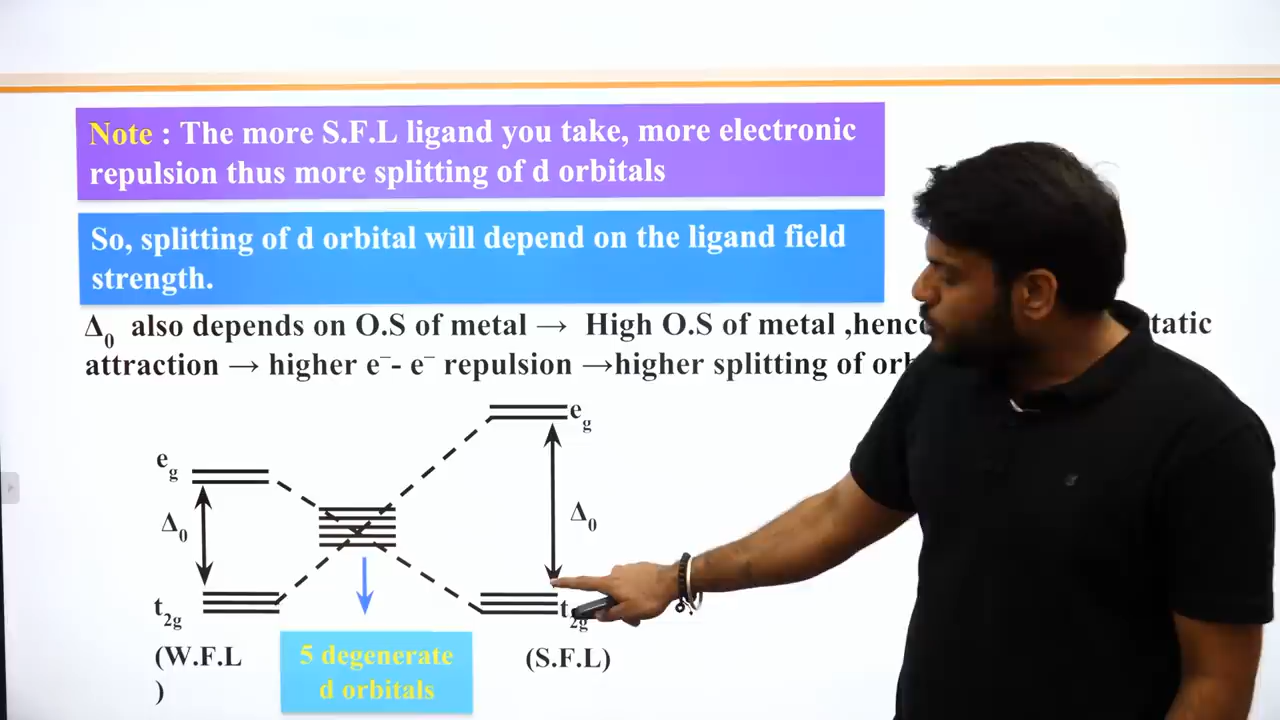 Note : The more S.F.L ligand you take, more electronic
repulsion thus more splitting of d orbitals
So, splitting of d orbital will depend on the ligand field
strength.
Δ₀ also depends on O.S of metal → High O.S of metal ,hence
attraction → higher e⁻- e⁻ repulsion →higher splitting of
e_g
e_g
Δ₀
Δ₀
t₂g
t₂g
(W.F.L
)
5 degenerate
d orbitals
(S.F.L)